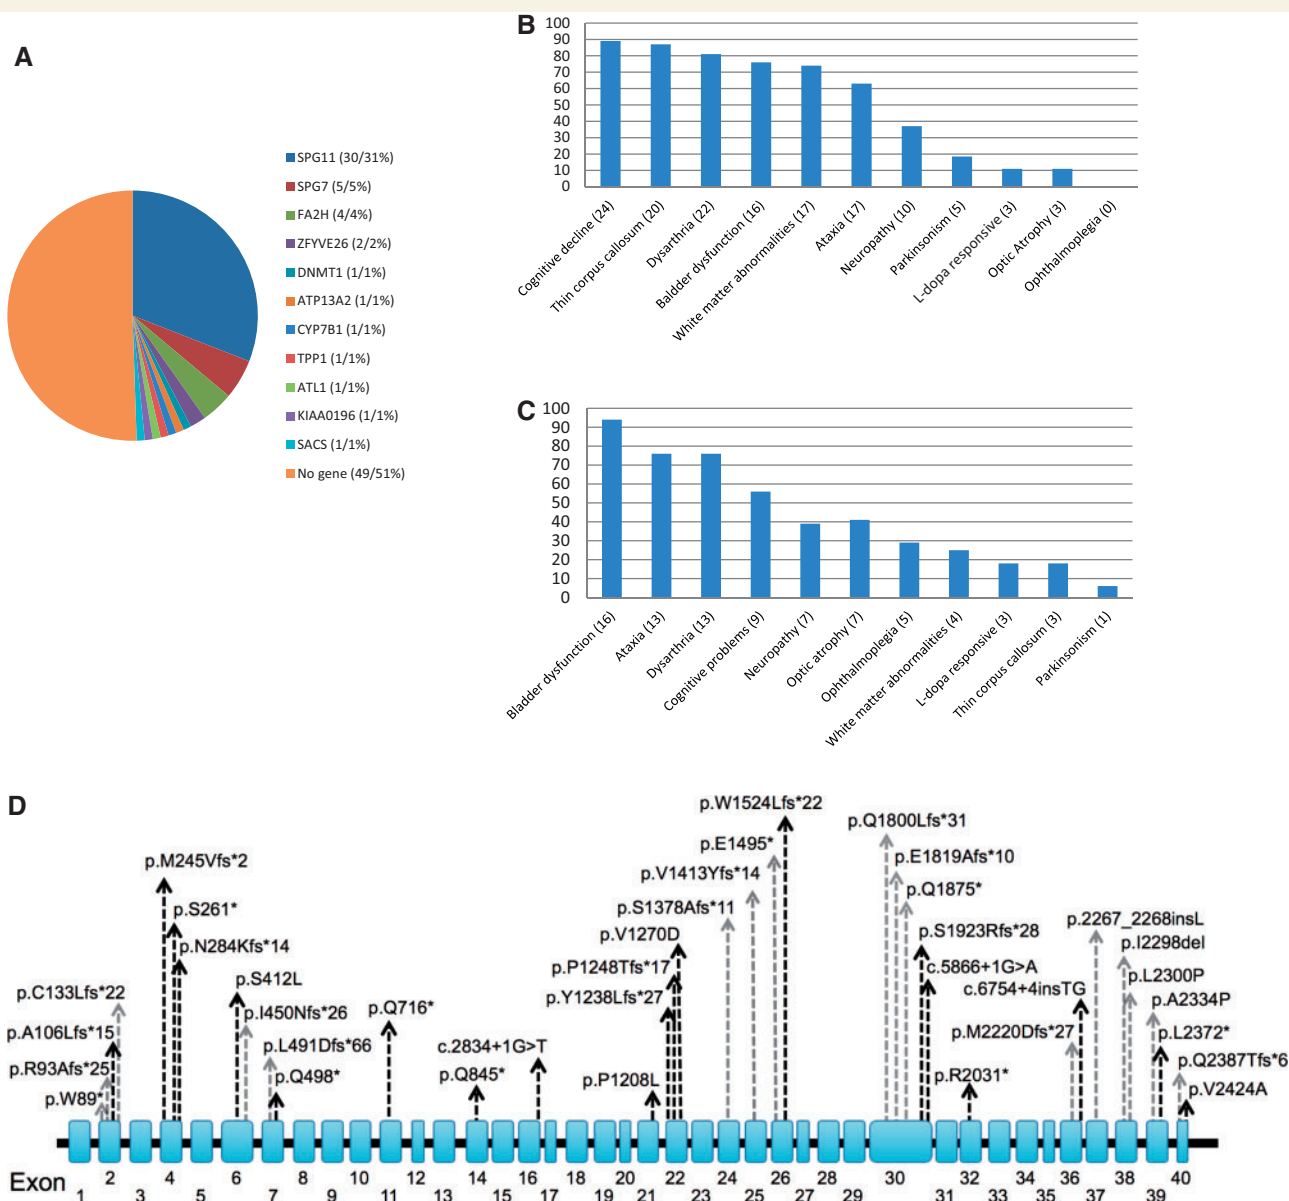 A
SPG11 (30/31%)
SPG7 (5/5%)
FA2H (4/4%)
ZFYVE26 (2/2%)
DNMT1 (1/1%)
ATP13A2 (1/1%)
CYP7B1 (1/1%)
TPP1 (1/1%)
ATL1 (1/1%)
KIAA0196 (1/1%)
SACS (1/1%)
No gene (49/51%)
B
100
90
80
70
60
50
40
30
20
10
0
Cognitive decline (24)
Thin corpus callosum (20)
Dysarthria (22)
Baldder dysfunction (16)
White matter abnormalities (17)
Ataxia (17)
Neuropathy (10)
Parkinsonism (5)
L-dopa responsive (3)
Optic Atrophy (3)
Ophthalmoplegia (0)
C
100
90
80
70
60
50
40
30
20
10
0
Bladder dysfunction (16)
Ataxia (13)
Dysarthria (13)
Cognitive problems (9)
Neuropathy (7)
Optic atrophy (7)
Ophthalmoplegia (5)
White matter abnormalities (4)
L-dopa responsive (3)
Thin corpus callosum (3)
Parkinsonism (1)
D
p.W89*
p.R93Afs*25
p.A106Lfs*15
p.C133Lfs*22
p.M245Vfs*2
p.S261*
p.N284Kfs*14
p.S412L
p.I450Nfs*26
p.L491Dfs*66
p.Q498*
p.Q716*
p.Q845*
c.2834+1G>T
p.P1208L
p.Y1238Lfs*27
p.P1248Tfs*17
p.V1270D
p.S1378Afs*11
p.V1413Yfs*14
p.E1495*
p.W1524Lfs*22
p.Q1800Lfs*31
p.E1819Afs*10
p.Q1875*
p.S1923Rfs*28
c.5866+1G>A
p.R2031*
c.6754+4insTG
p.M2220Dfs*27
p.2267_2268insL
p.I2298del
p.L2300P
p.A2334P
p.L2372*
p.Q2387Tfs*6
p.V2424A
Exon
1
2
3
4
5
6
7
8
9
10
11
12
13
14
15
16
17
18
19
20
21
22
23
24
25
26
27
28
29
30
31
32
33
34
35
36
37
38
39
40